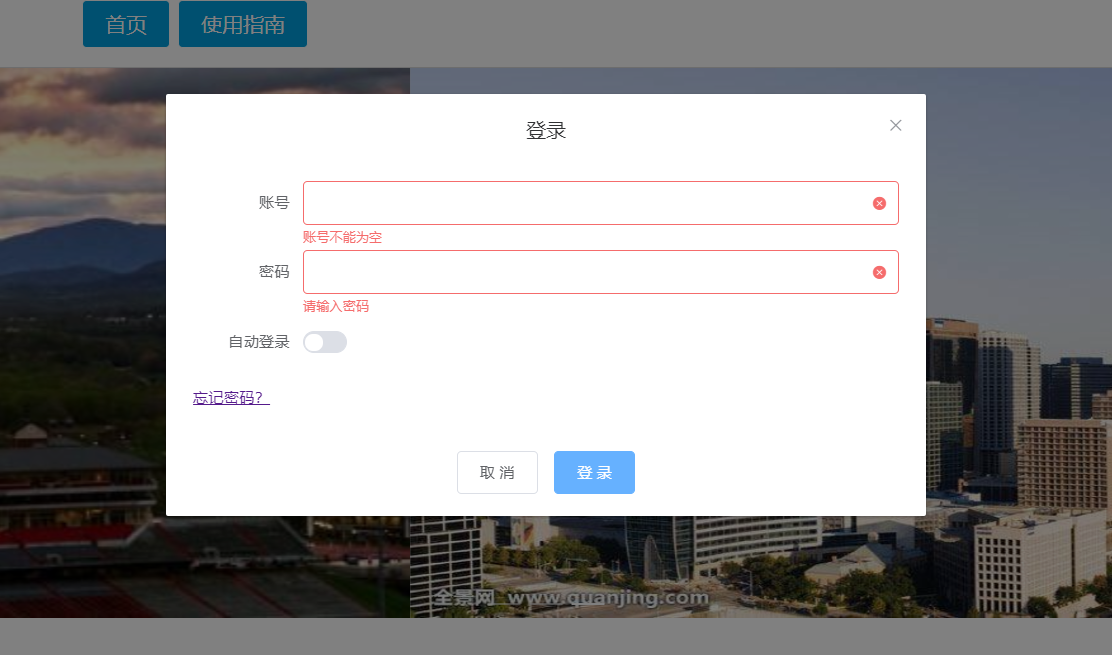 首页
使用指南
登录
账号
账号不能为空
密码
请输入密码
自动登录
忘记密码？
取 消
登 录
全景网 www.quanjing.com